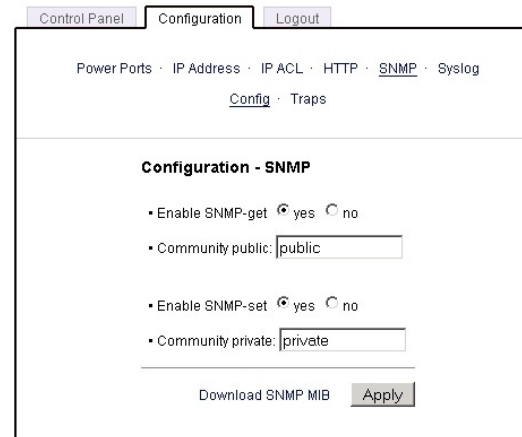 Control Panel Configuration Logout
Power Ports · IP Address · IP ACL · HTTP · SNMP · Syslog
Config · Traps
Configuration - SNMP
▪ Enable SNMP-get yes no
▪ Community public: public
▪ Enable SNMP-set yes no
▪ Community private: private
Download SNMP MIB Apply